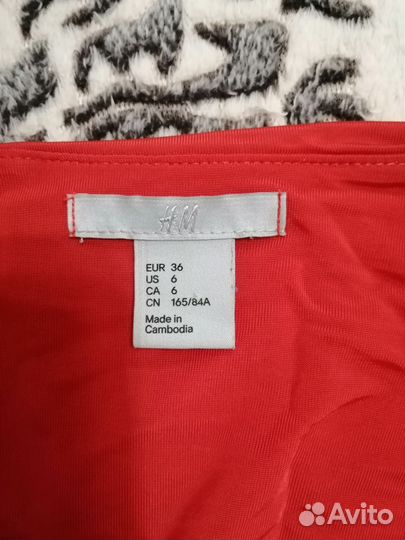 H&M
EUR 36
US 6
CA 6
CN 165/84A
Made in
Cambodia
Avito